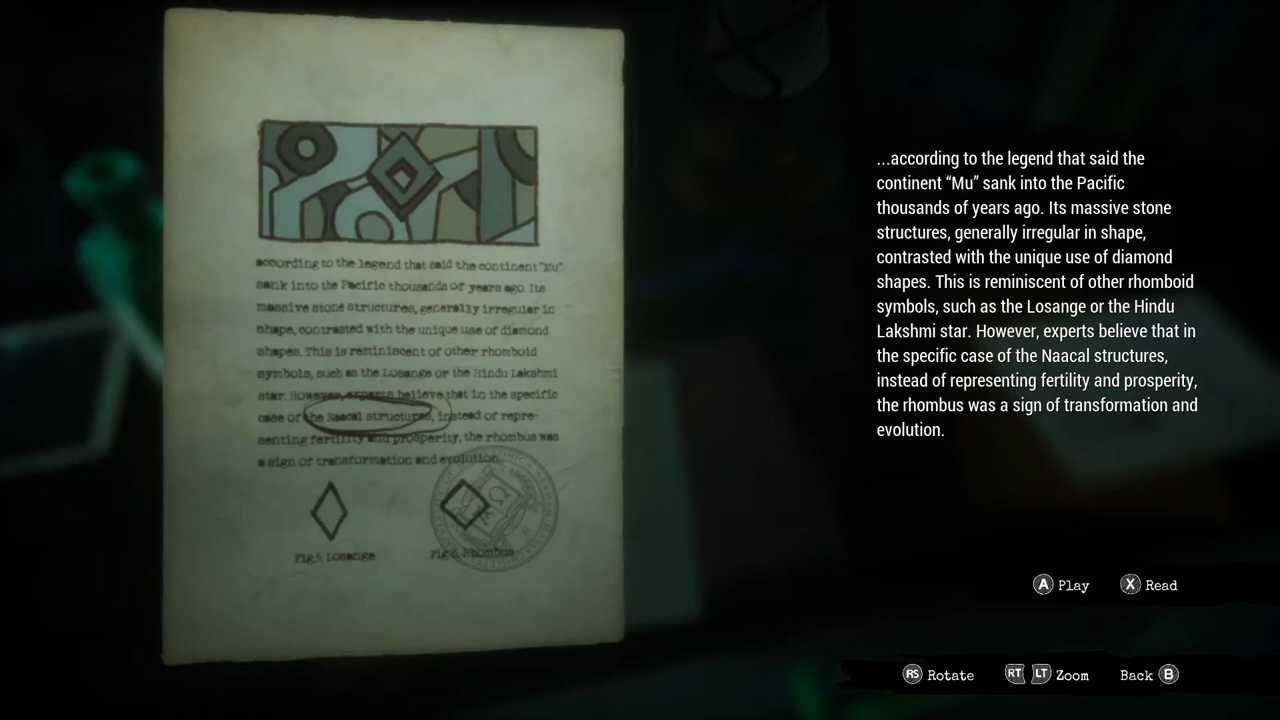 according to the legend that said the continent "Mu"
sank into the Pacific thousands of years ago. Its
massive stone structures, generally irregular in
shape, contrasted with the unique use of diamond
shapes. This is reminiscent of other rhomboid
symbols, such as the Losange or the Hindu Lakshmi
star. However, experts believe that in the specific
case of the Naacal structures, instead of repre-
senting fertility and prosperity, the rhombus was
a sign of transformation and evolution.
Fig.5. Losange
Fig 6. Rhombus
...according to the legend that said the
continent “Mu” sank into the Pacific
thousands of years ago. Its massive stone
structures, generally irregular in shape,
contrasted with the unique use of diamond
shapes. This is reminiscent of other rhomboid
symbols, such as the Losange or the Hindu
Lakshmi star. However, experts believe that in
the specific case of the Naacal structures,
instead of representing fertility and prosperity,
the rhombus was a sign of transformation and
evolution.
A Play
X Read
RS Rotate
RT LT Zoom
Back B